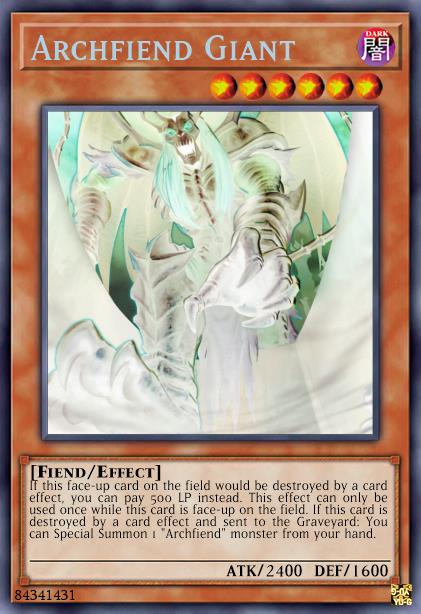 ARCHFIEND GIANT
DARK
闇
[FIEND/EFFECT]
If this face-up card on the field would be destroyed by a card
effect, you can pay 500 LP instead. This effect can only be
used once while this card is face-up on the field. If this card is
destroyed by a card effect and sent to the Graveyard: You
can Special Summon 1 "Archfiend" monster from your hand.
ATK/2400 DEF/1600
84341431